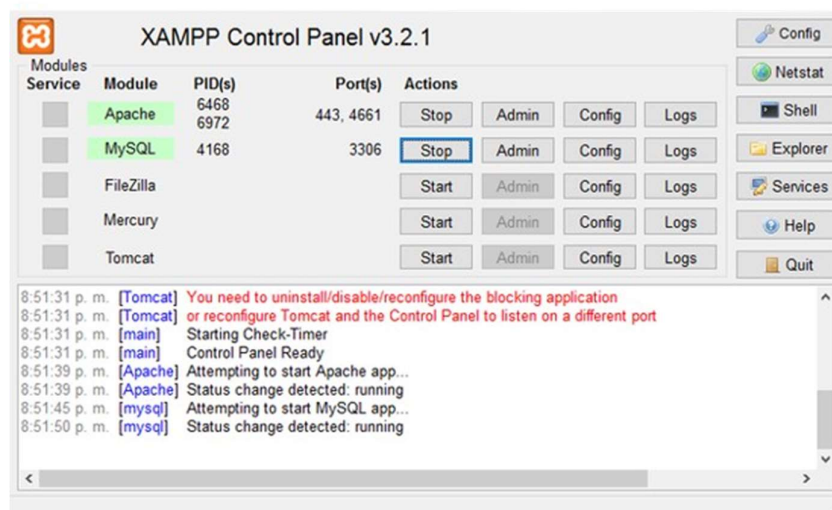 XAMPP Control Panel v3.2.1
Config
Modules
Service Module PID(s) Port(s) Actions
Netstat
Apache 6468 6972 443, 4661 Stop Admin Config Logs
Shell
MySQL 4168 3306 Stop Admin Config Logs
Explorer
FileZilla Start Admin Config Logs
Services
Mercury Start Admin Config Logs
Help
Tomcat Start Admin Config Logs
Quit
8:51:31 p. m. [Tomcat] You need to uninstall/disable/reconfigure the blocking application
8:51:31 p. m. [Tomcat] or reconfigure Tomcat and the Control Panel to listen on a different port
8:51:31 p. m. [main] Starting Check-Timer
8:51:31 p. m. [main] Control Panel Ready
8:51:39 p. m. [Apache] Attempting to start Apache app...
8:51:39 p. m. [Apache] Status change detected: running
8:51:45 p. m. [mysql] Attempting to start MySQL app...
8:51:50 p. m. [mysql] Status change detected: running